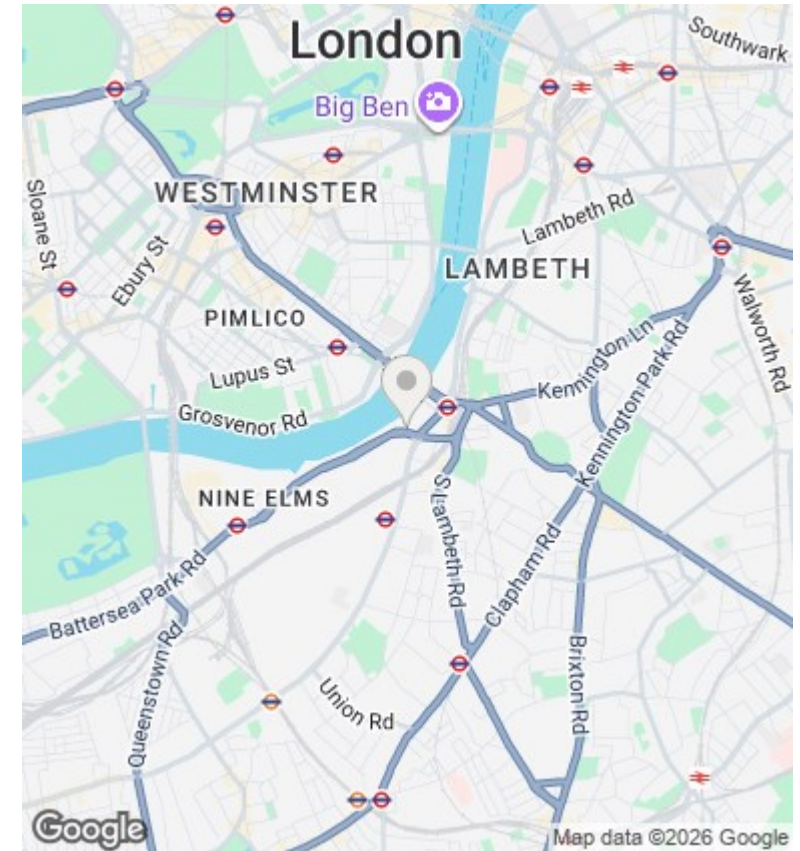 London
Southwark
Big Ben
WESTMINSTER
Sloane St
Lambeth Rd
Ebury St
LAMBETH
Walworth Rd
PIMLICO
Kennington Ln
Lupus St
Kennington Park Rd
Grosvenor Rd
NINE ELMS
S Lambeth Rd
Clapham Rd
Battersea Park Rd
Queenstown Rd
Brixton Rd
Union Rd
Google
Map data ©2026 Google